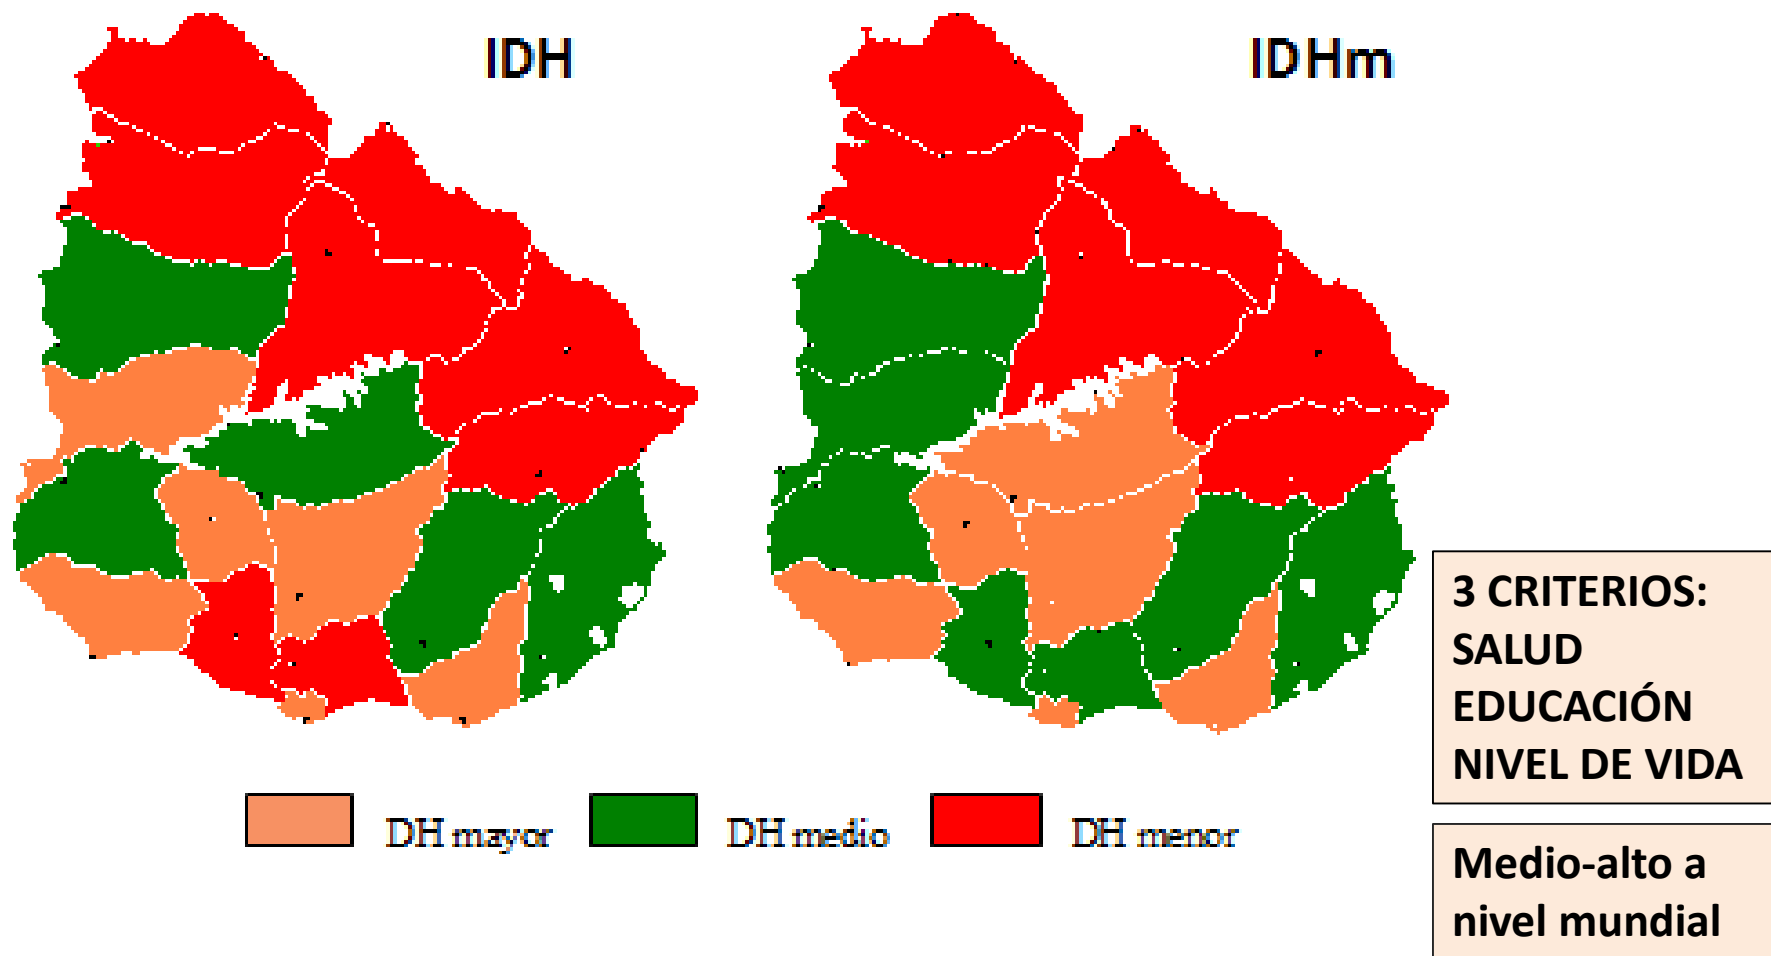 IDH
IDHm
3 CRITERIOS:
SALUD
EDUCACIÓN
NIVEL DE VIDA
DH mayor
DH medio
DH menor
Medio-alto a
nivel mundial